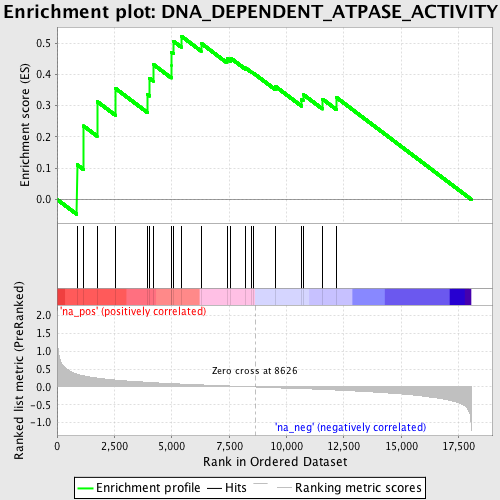 Enrichment plot: DNA_DEPENDENT_ATPASE_ACTIVITY
Enrichment score (ES)
0.5
0.4
0.3
0.2
0.1
0.0
'na_pos' (positively correlated)
Ranked list metric (PreRanked)
2.0
1.5
1.0
0.5
0.0
-0.5
-1.0
Zero cross at 8626
'na_neg' (negatively correlated)
0 2,500 5,000 7,500 10,000 12,500 15,000 17,500
Rank in Ordered Dataset
Enrichment profile Hits Ranking metric scores